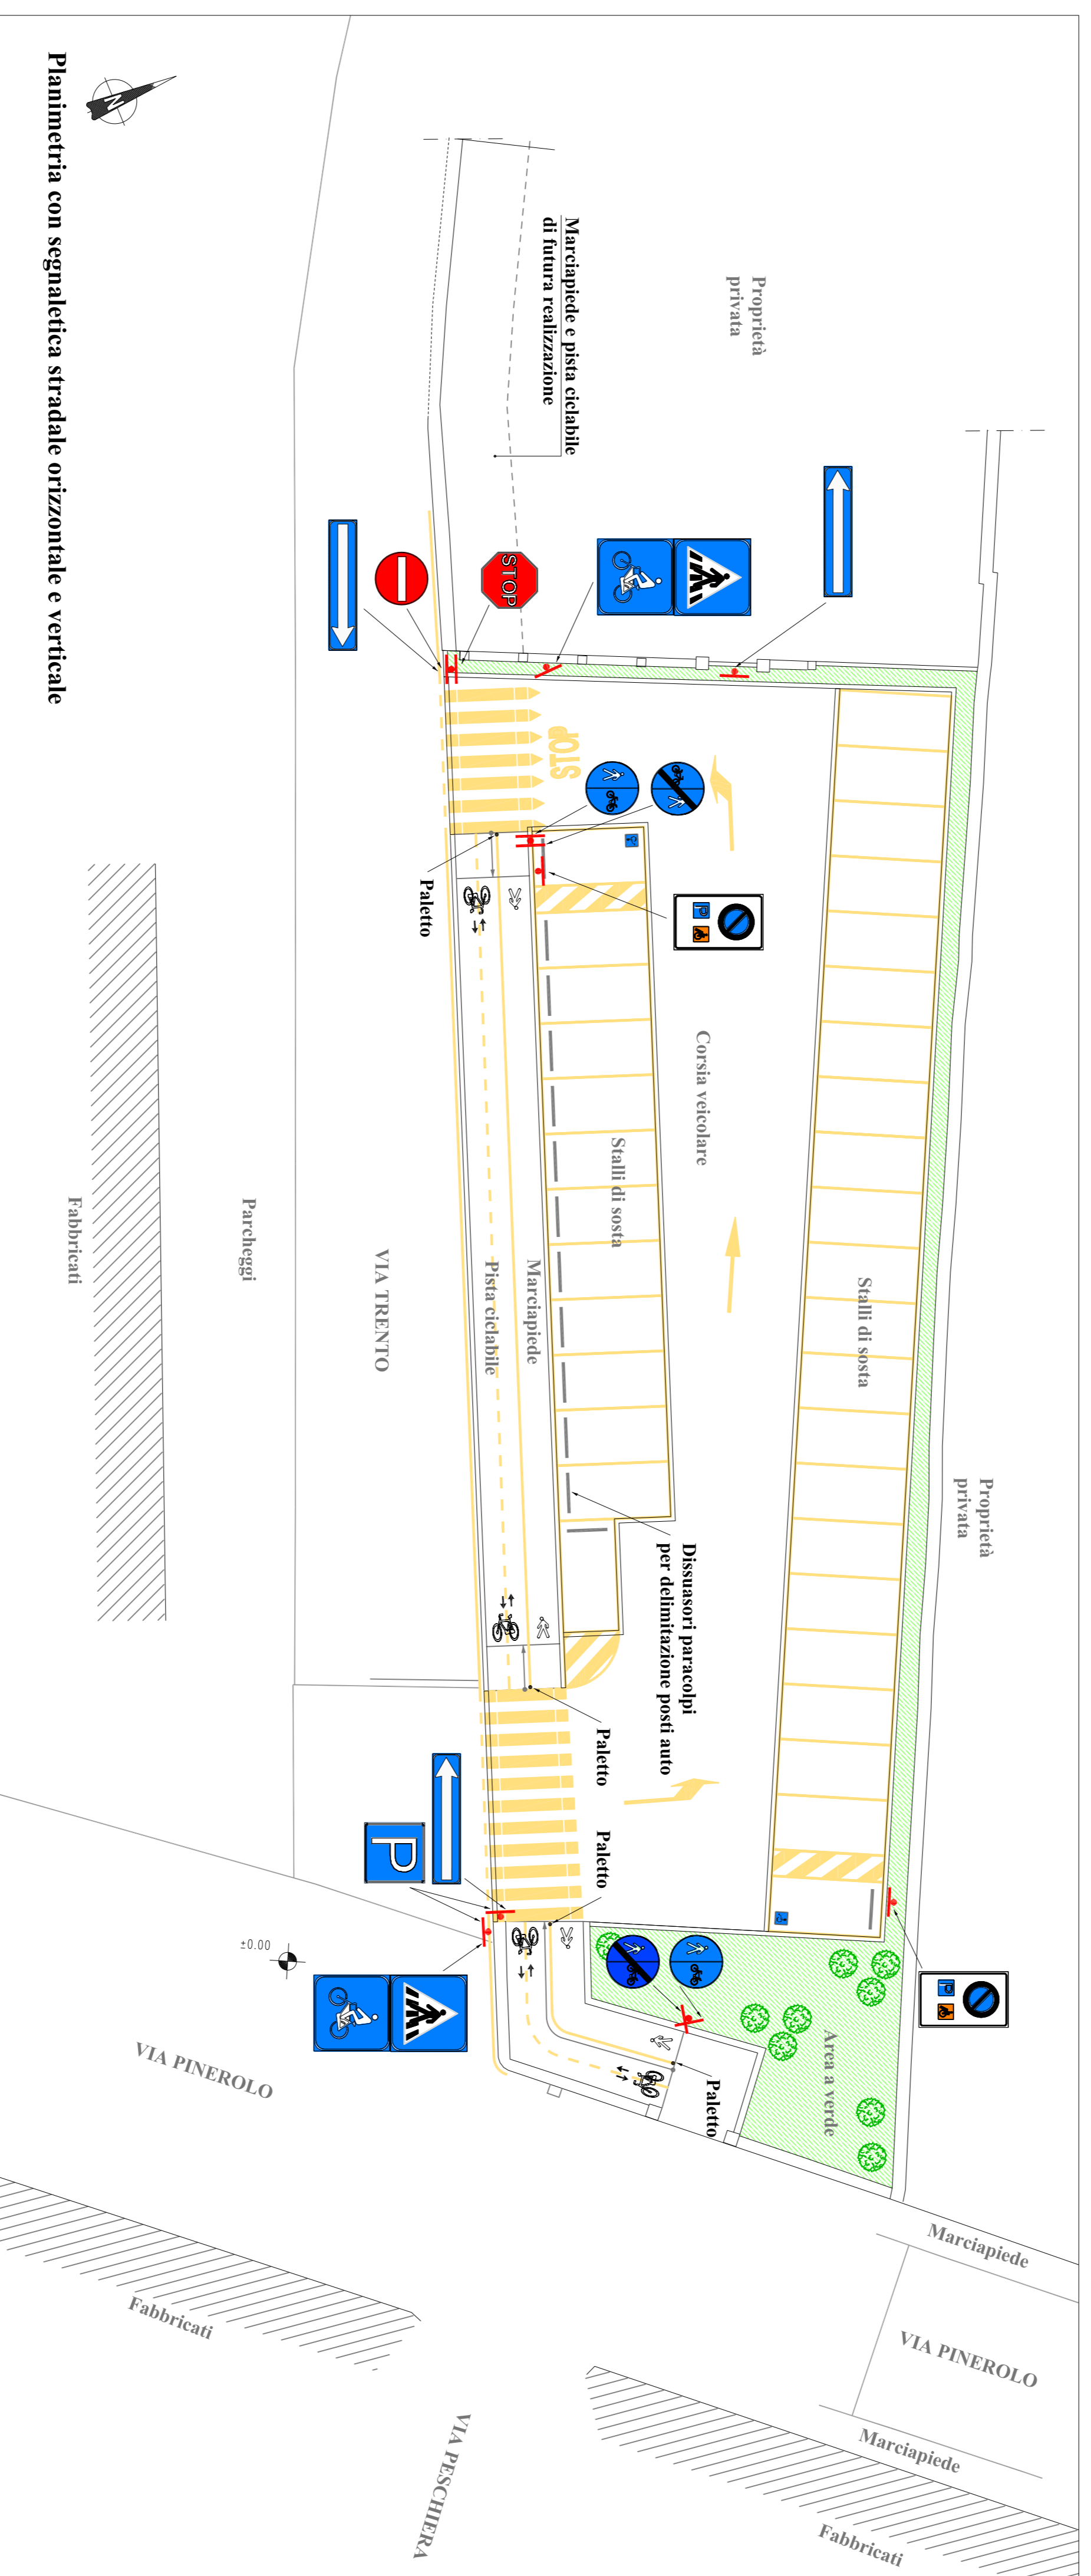 Planimetria con segnaletica stradale orizzontale e verticale
N
Proprietà
privata
Marciapiede e pista ciclabile
di futura realizzazione
STOP
STOP
Paletto
P
Corsia veicolare
Stalli di sosta
Stalli di sosta
Marciapiede
Pista ciclabile
VIA TRENTO
Parcheggi
Fabbricati
Proprietà
privata
Dissuasori paracolpi
per delimitazione posti auto
Paletto
Paletto
P
±0.00
P
Area a verde
Paletto
VIA PINEROLO
Fabbricati
Marciapiede
VIA PINEROLO
Marciapiede
Fabbricati
VIA PESCHIERA